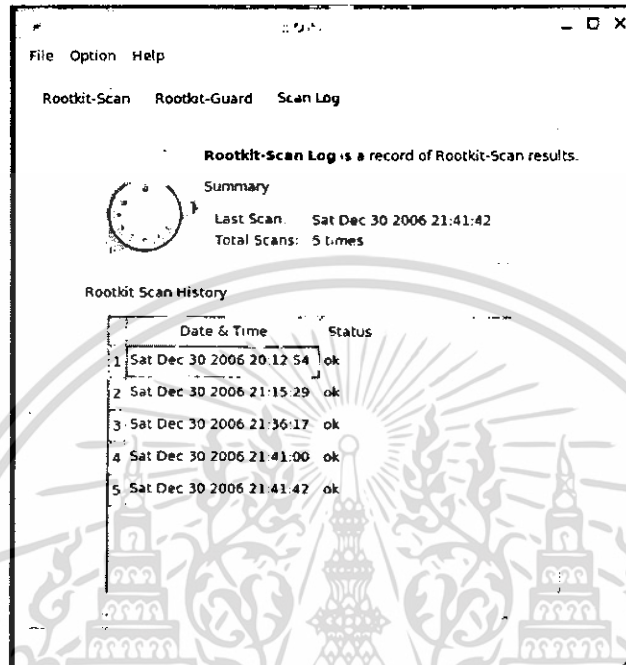 File Option Help
Rootkit-Scan Rootkit-Guard Scan Log
Rootkit-Scan Log is a record of Rootkit-Scan results.
Summary
Last Scan: Sat Dec 30 2006 21:41:42
Total Scans: 5 times
Rootkit Scan History
Date & Time Status
1 Sat Dec 30 2006 20:12:54 ok
2 Sat Dec 30 2006 21:15:29 ok
3 Sat Dec 30 2006 21:36:17 ok
4 Sat Dec 30 2006 21:41:00 ok
5 Sat Dec 30 2006 21:41:42 ok